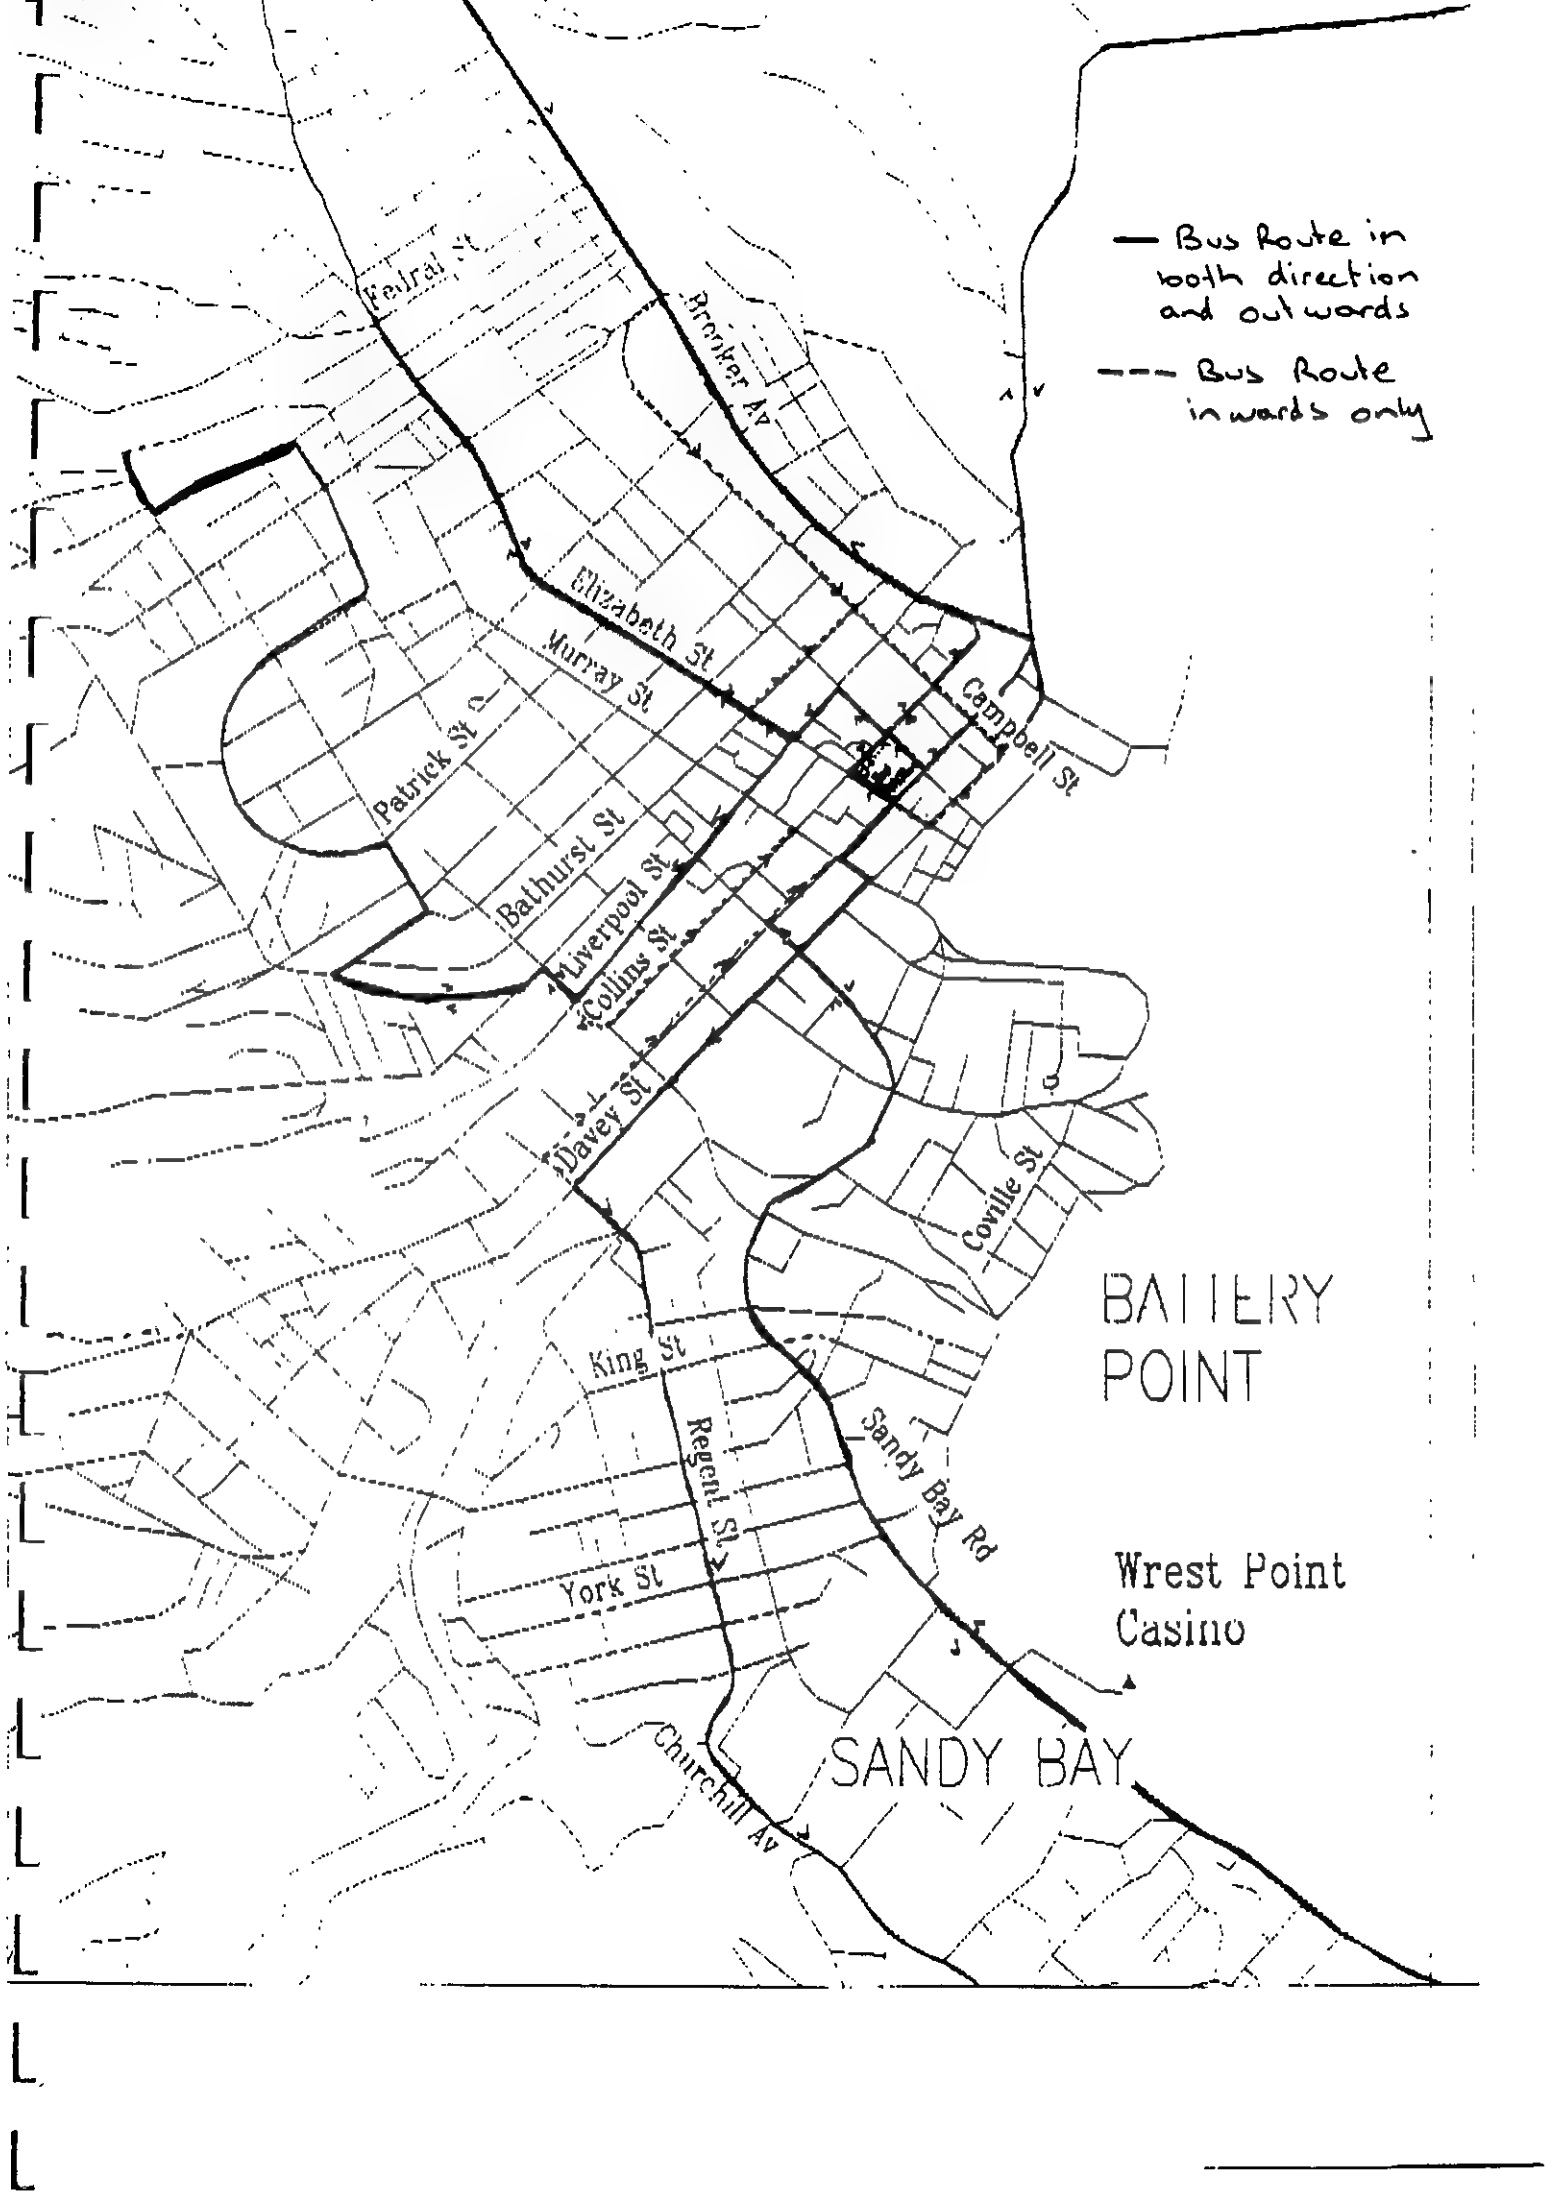 Bus Route in
both direction
and outwards
Bus Route
inwards only
Fedral St
Brooker Av
Elizabeth St
Murray St
Campbell St
Patrick St
Bathurst St
Liverpool St
Collins St
Davey St
Coville St
BATTERY
POINT
King St
Regent St
Sandy Bay Rd
York St
Wrest Point
Casino
SANDY BAY
Churchill Av